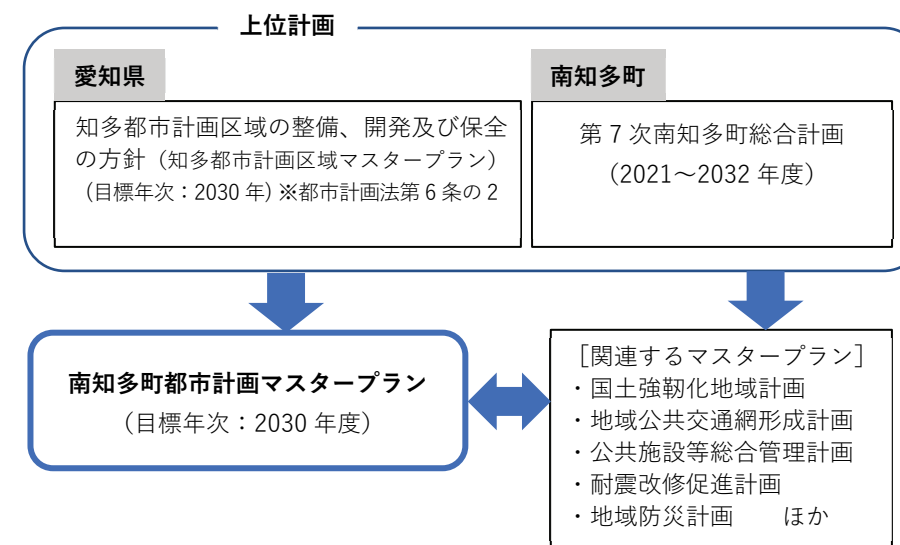 上位計画
愛知県
知多都市計画区域の整備、開発及び保全
の方針（知多都市計画区域マスタープラン）
(目標年次：2030 年) ※都市計画法第 6 条の 2
南知多町
第 7 次南知多町総合計画
（2021～2032 年度）
南知多町都市計画マスタープラン
（目標年次：2030 年度）
［関連するマスタープラン］
・国土強靭化地域計画
・地域公共交通網形成計画
・公共施設等総合管理計画
・耐震改修促進計画
・地域防災計画　　ほか